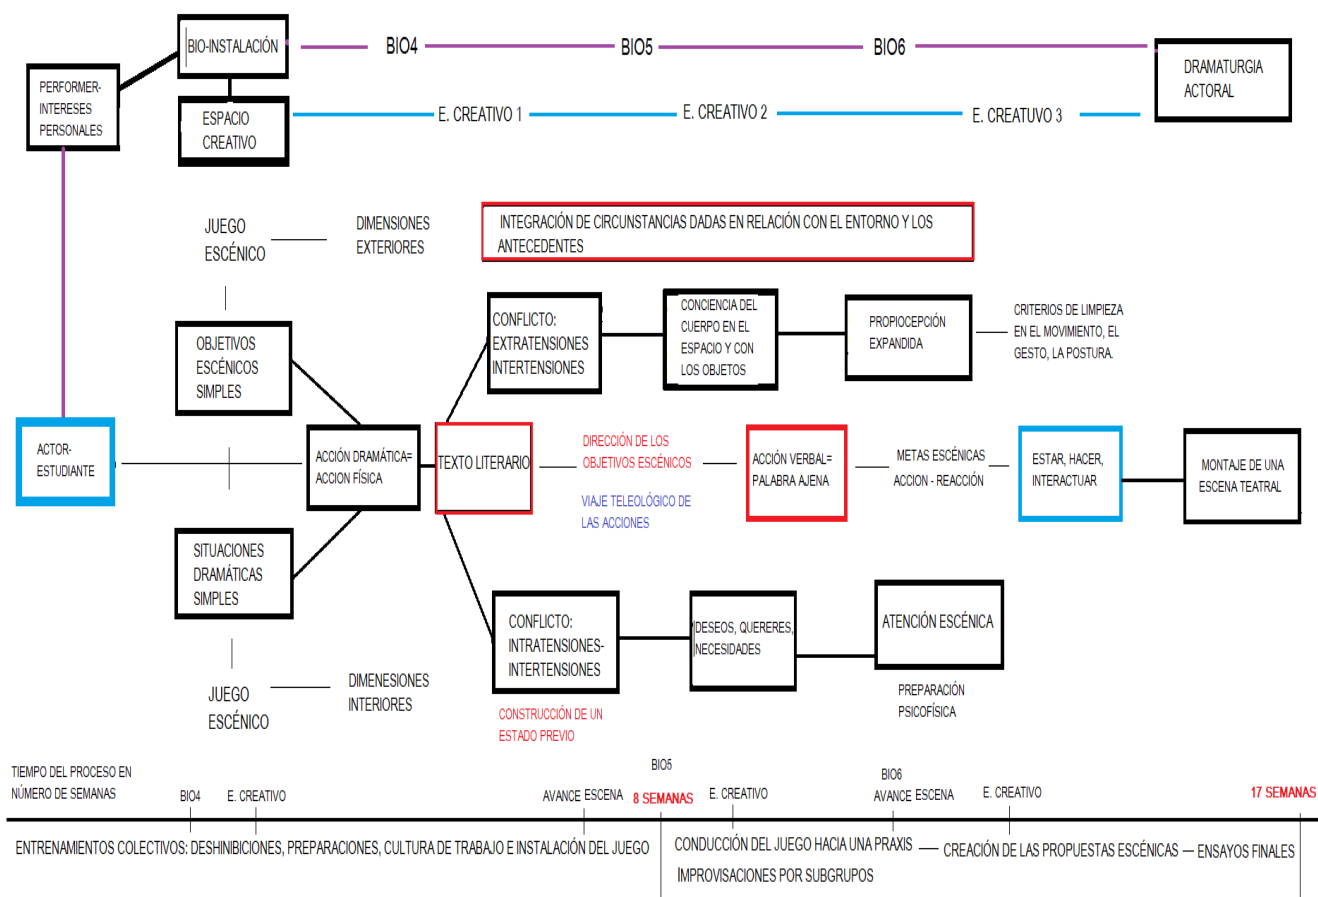 BIO-INSTALACIÓN
BIO4
BIO5
BIO6
PERFORMER-
INTERESES
PERSONALES
DRAMATURGIA
ACTORAL
ESPACIO
CREATIVO
E. CREATIVO 1
E. CREATIVO 2
E. CREATUVO 3
JUEGO
ESCÉNICO
DIMENSIONES
EXTERIORES
INTEGRACIÓN DE CIRCUNSTANCIAS DADAS EN RELACIÓN CON EL ENTORNO Y LOS
ANTECEDENTES
OBJETIVOS
ESCÉNICOS
SIMPLES
CONFLICTO:
EXTRATENSIONES
INTERTENSIONES
CONCIENCIA DEL
CUERPO EN EL
ESPACIO Y CON
LOS OBJETOS
PROPIOCEPCIÓN
EXPANDIDA
CRITERIOS DE LIMPIEZA
EN EL MOVIMIENTO, EL
GESTO, LA POSTURA.
ACTOR-
ESTUDIANTE
ACCIÓN DRAMÁTICA=
ACCION FÍSICA
TEXTO LITERARIO
DIRECCIÓN DE LOS
OBJETIVOS ESCÉNICOS
VIAJE TELEOLÓGICO DE
LAS ACCIONES
ACCIÓN VERBAL=
PALABRA AJENA
METAS ESCÉNICAS
ACCION - REACCIÓN
ESTAR, HACER,
INTERACTUAR
MONTAJE DE UNA
ESCENA TEATRAL
SITUACIONES
DRAMÁTICAS
SIMPLES
CONFLICTO:
INTRATENSIONES-
INTERTENSIONES
DESEOS, QUERERES,
NECESIDADES
ATENCIÓN ESCÉNICA
JUEGO
ESCÉNICO
DIMENESIONES
INTERIORES
CONSTRUCCIÓN DE UN
ESTADO PREVIO
PREPARACIÓN
PSICOFÍSICA
TIEMPO DEL PROCESO EN
NÚMERO DE SEMANAS
BIO4
E. CREATIVO
AVANCE ESCENA
BIO5
8 SEMANAS
E. CREATIVO
BIO6
AVANCE ESCENA
E. CREATIVO
17 SEMANAS
ENTRENAMIENTOS COLECTIVOS: DESHINIBICIONES, PREPARACIONES, CULTURA DE TRABAJO E INSTALACIÓN DEL JUEGO
CONDUCCIÓN DEL JUEGO HACIA UNA PRAXIS — CREACIÓN DE LAS PROPUESTAS ESCÉNICAS — ENSAYOS FINALES
IMPROVISACIONES POR SUBGRUPOS